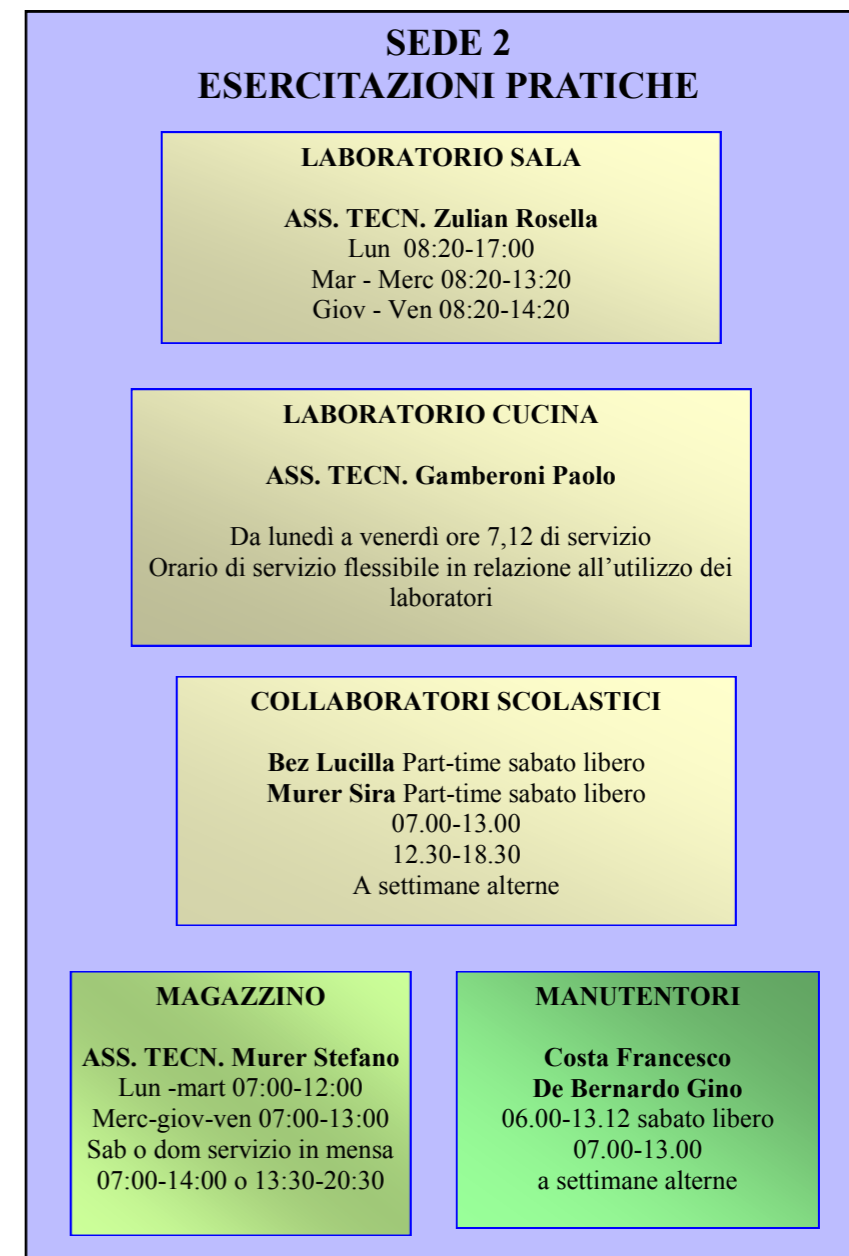 SEDE 2
ESERCITAZIONI PRATICHE
LABORATORIO SALA
ASS. TECN. Zulian Rosella
Lun 08:20-17:00
Mar - Merc 08:20-13:20
Giov - Ven 08:20-14:20
LABORATORIO CUCINA
ASS. TECN. Gamberoni Paolo
Da lunedì a venerdì ore 7,12 di servizio
Orario di servizio flessibile in relazione all’utilizzo dei
laboratori
COLLABORATORI SCOLASTICI
Bez Lucilla Part-time sabato libero
Murer Sira Part-time sabato libero
07.00-13.00
12.30-18.30
A settimane alterne
MAGAZZINO
ASS. TECN. Murer Stefano
Lun -mart 07:00-12:00
Merc-giov-ven 07:00-13:00
Sab o dom servizio in mensa
07:00-14:00 o 13:30-20:30
MANUTENTORI
Costa Francesco
De Bernardo Gino
06.00-13.12 sabato libero
07.00-13.00
a settimane alterne